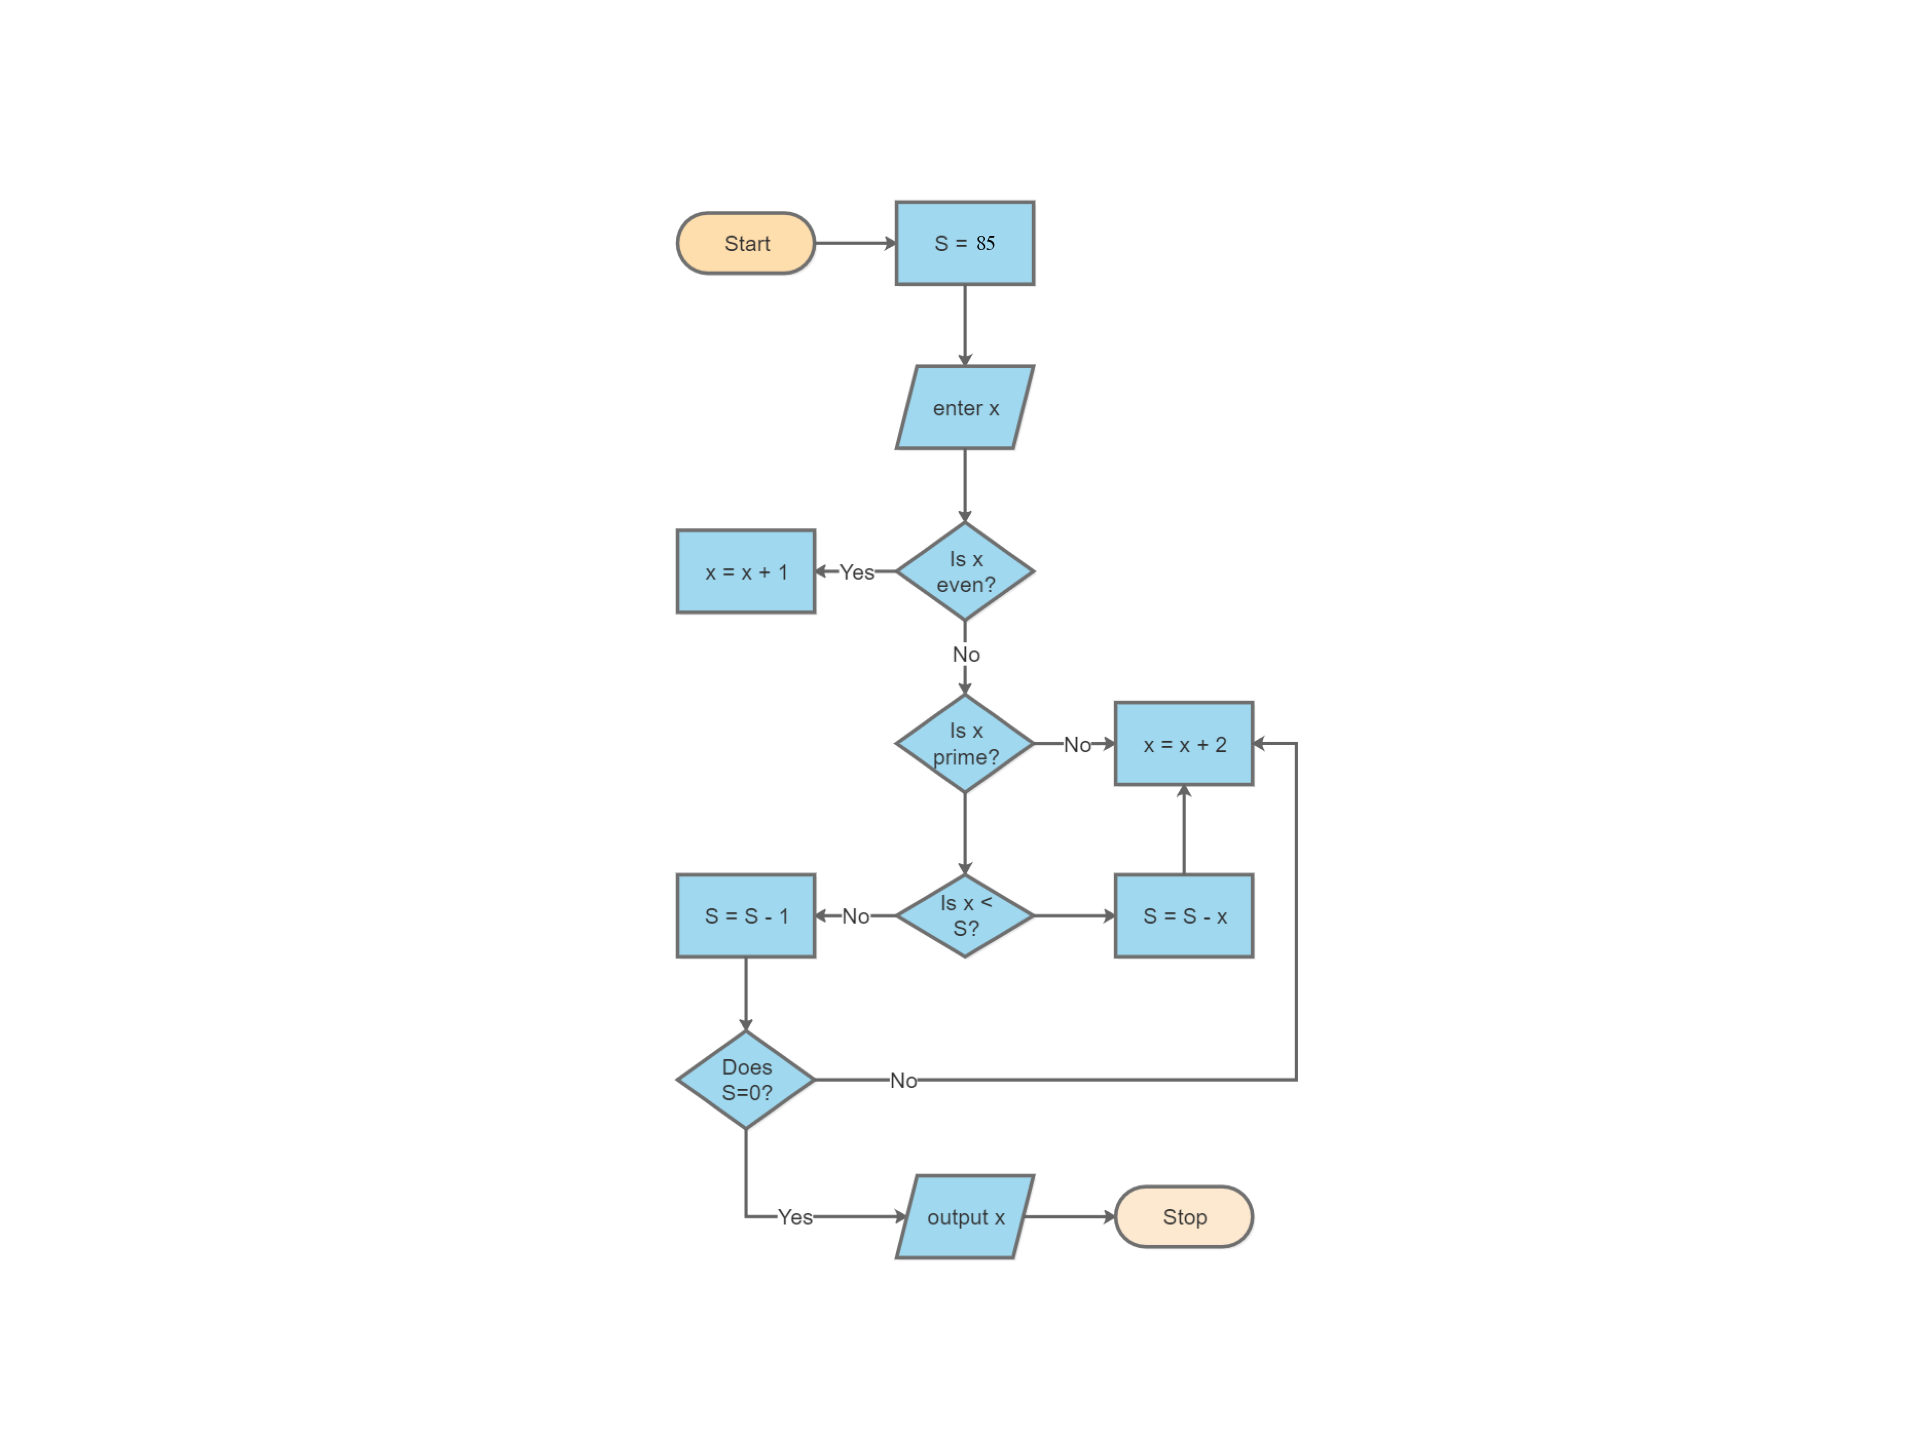 Start
S = 85
enter x
Is x
even?
Yes
x = x + 1
No
Is x
prime?
No
x = x + 2
Is x <
S?
No
S = S - 1
S = S - x
Does
S=0?
No
Yes
output x
Stop